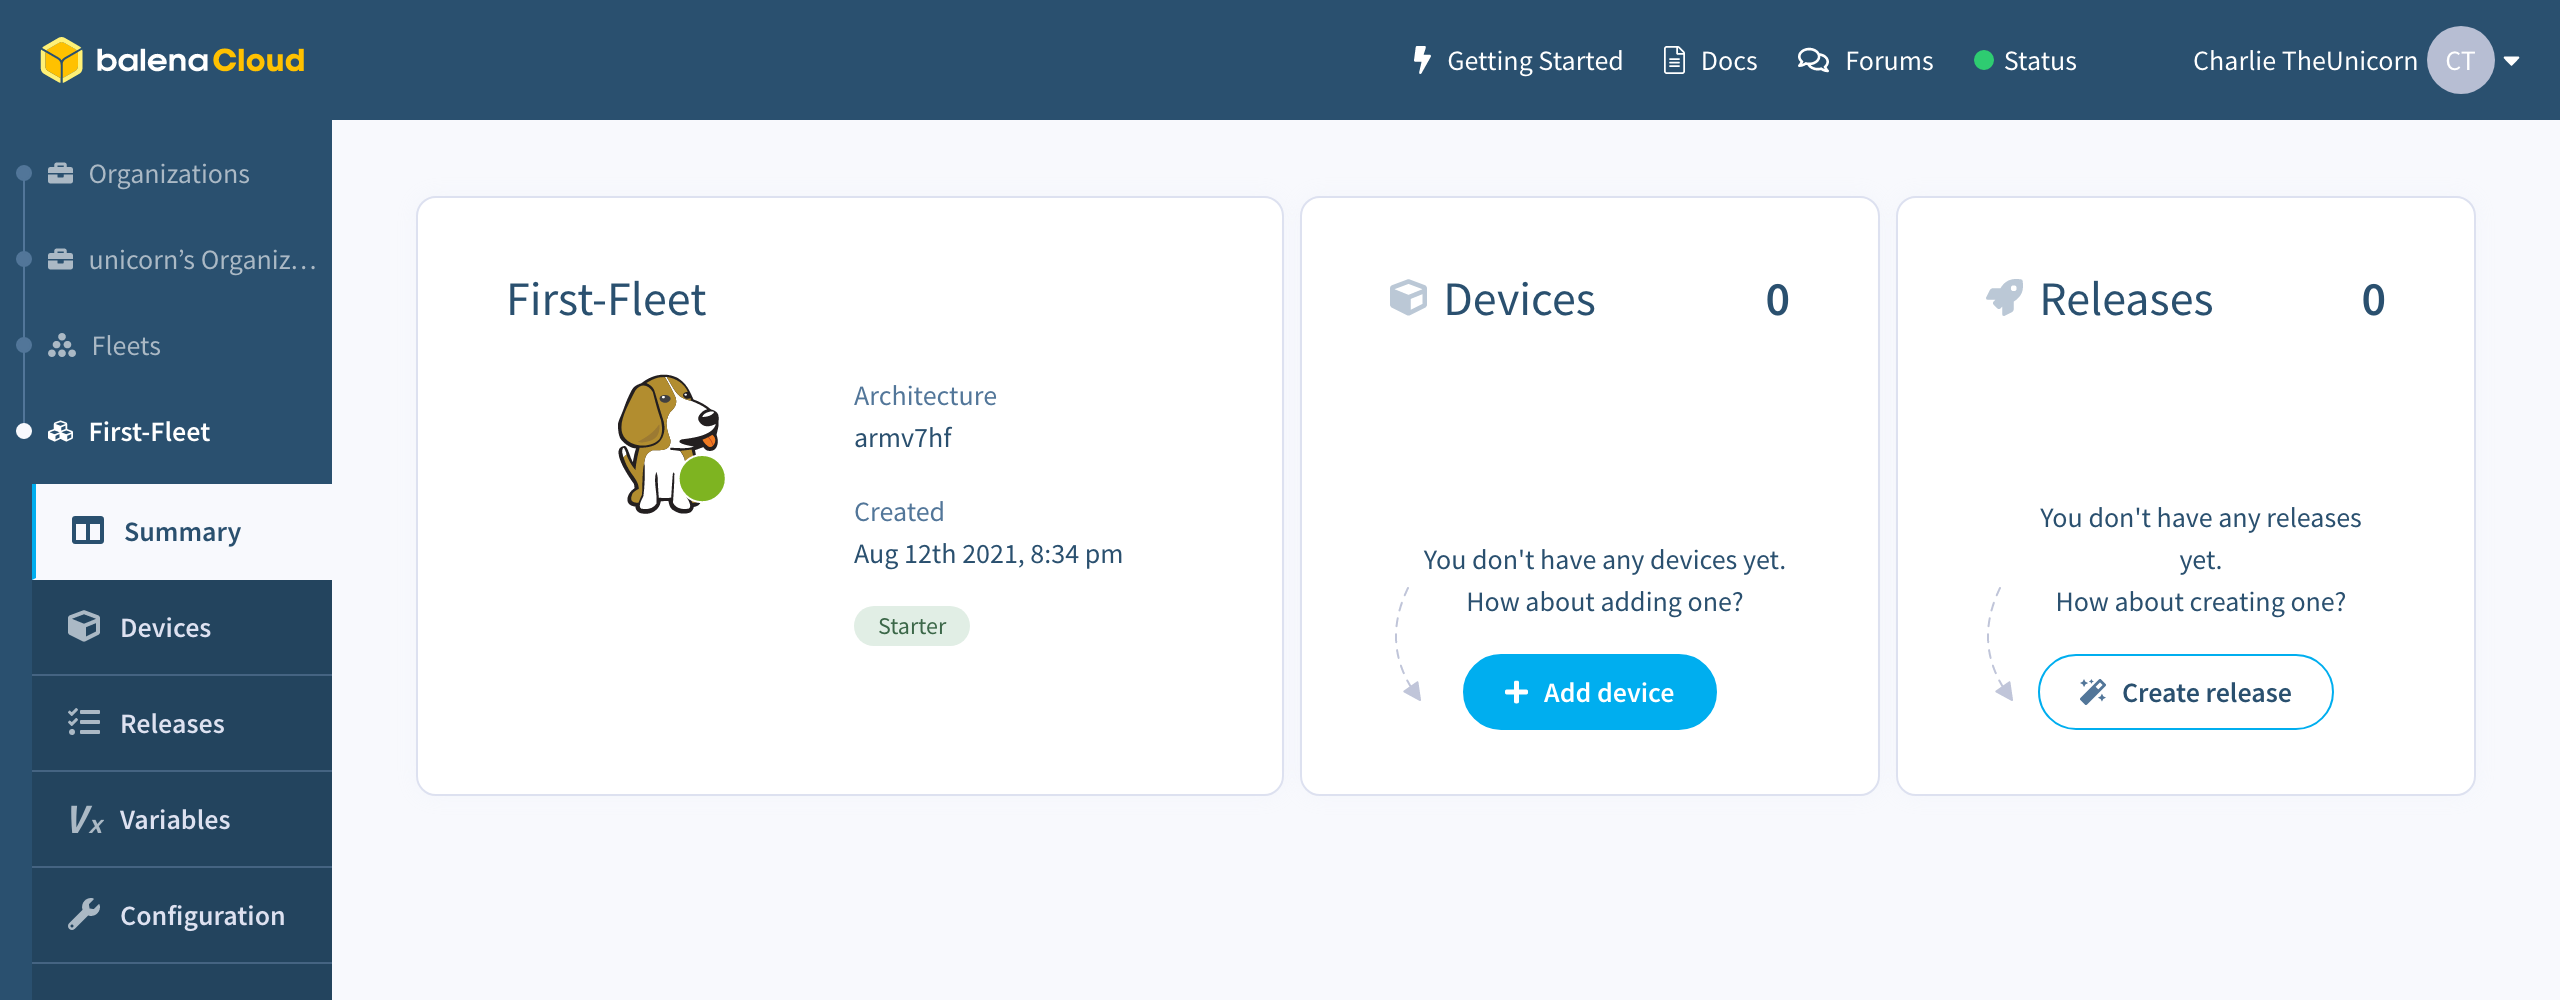 balenaCloud
Getting Started
Docs
Forums
Status
Charlie TheUnicorn
CT
Organizations
unicorn’s Organiz…
Fleets
First-Fleet
Summary
Devices
Releases
Vx Variables
Configuration
First-Fleet
Architecture
armv7hf
Created
Aug 12th 2021, 8:34 pm
Starter
Devices 0
You don't have any devices yet.
How about adding one?
Add device
Releases 0
You don't have any releases
yet.
How about creating one?
Create release